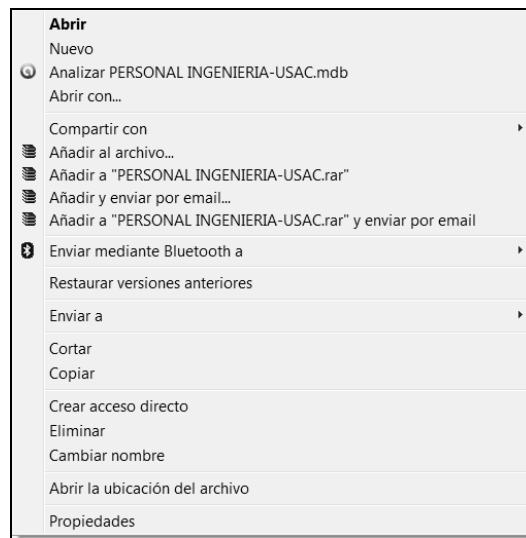 Abrir
Nuevo
Analizar PERSONAL INGENIERIA-USAC.mdb
Abrir con...
Compartir con
Añadir al archivo...
Añadir a "PERSONAL INGENIERIA-USAC.rar"
Añadir y enviar por email...
Añadir a "PERSONAL INGENIERIA-USAC.rar" y enviar por email
Enviar mediante Bluetooth a
Restaurar versiones anteriores
Enviar a
Cortar
Copiar
Crear acceso directo
Eliminar
Cambiar nombre
Abrir la ubicación del archivo
Propiedades